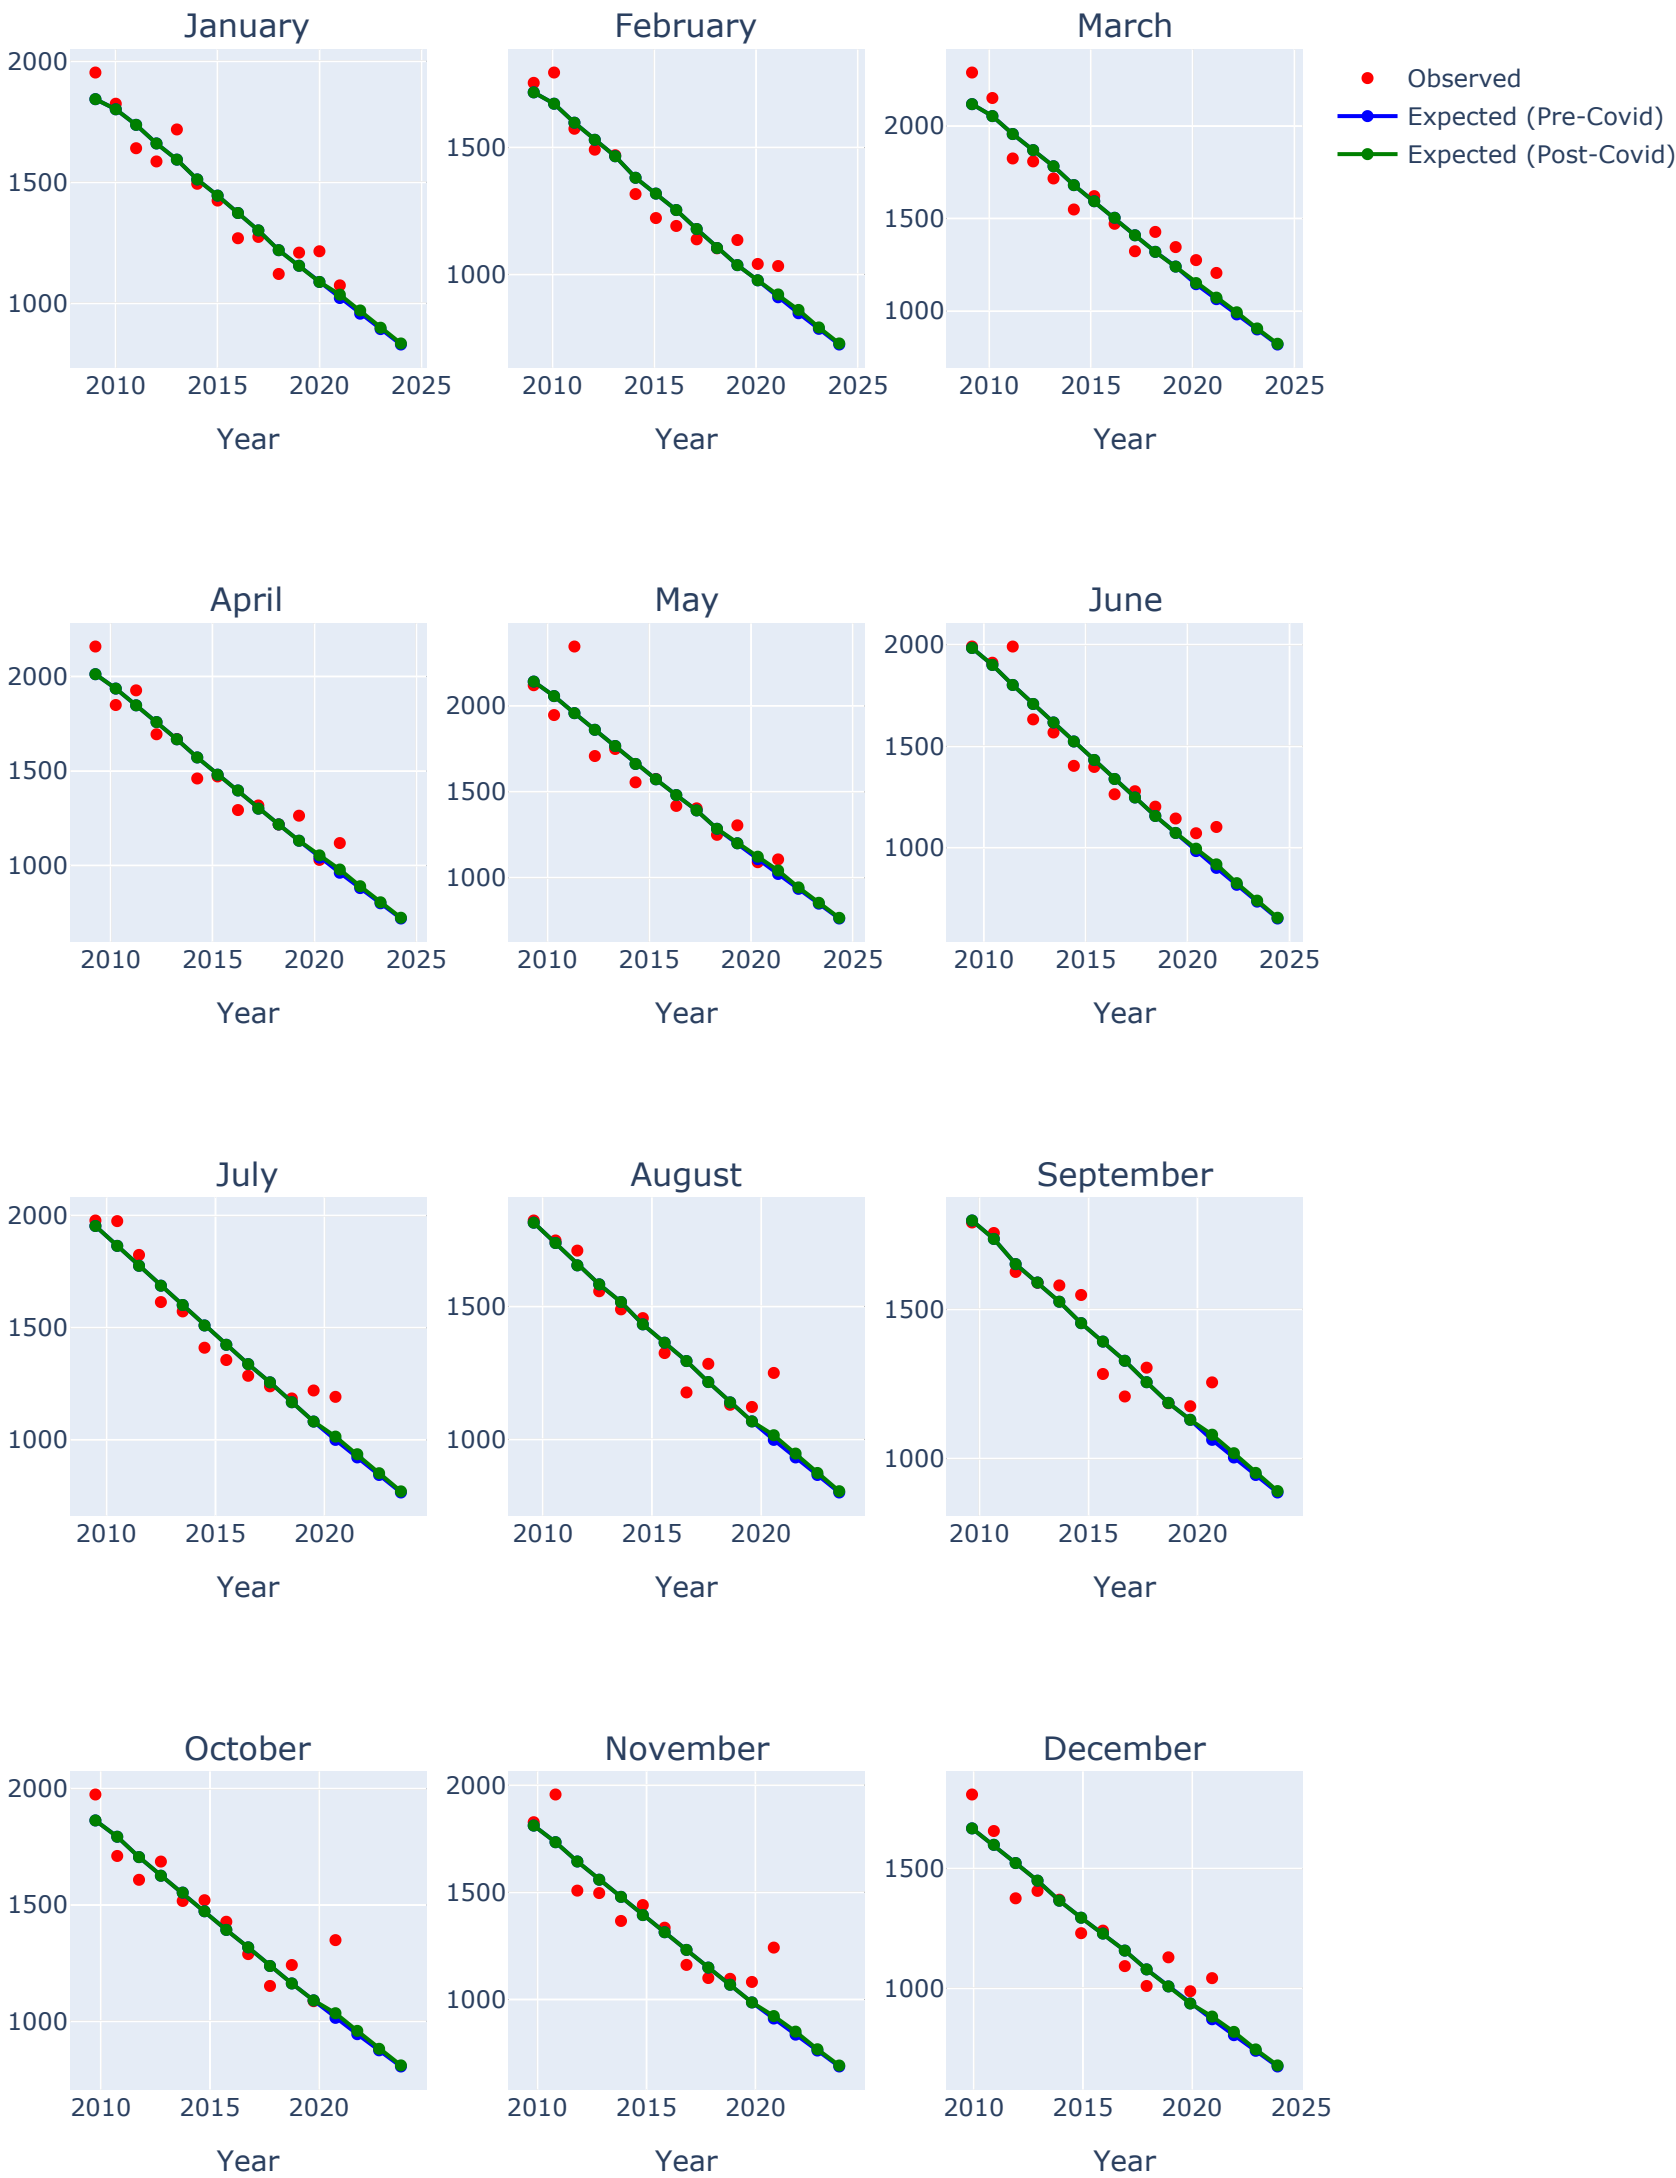 January February March
2000
1500
1000
2010 2015 2020 2025
Year
1500
1000
2010 2015 2020 2025
Year
2000
1500
1000
2010 2015 2020 2025
Year
Observed
Expected (Pre-Covid)
Expected (Post-Covid)
April May June
2000
1500
1000
2010 2015 2020 2025
Year
2000
1500
1000
2010 2015 2020 2025
Year
2000
1500
1000
2010 2015 2020 2025
Year
July August September
2000
1500
1000
2010 2015 2020
Year
1500
1000
2010 2015 2020
Year
1500
1000
2010 2015 2020
Year
October November December
2000
1500
1000
2010 2015 2020
Year
2000
1500
1000
2010 2015 2020
Year
1500
1000
2010 2015 2020 2025
Year